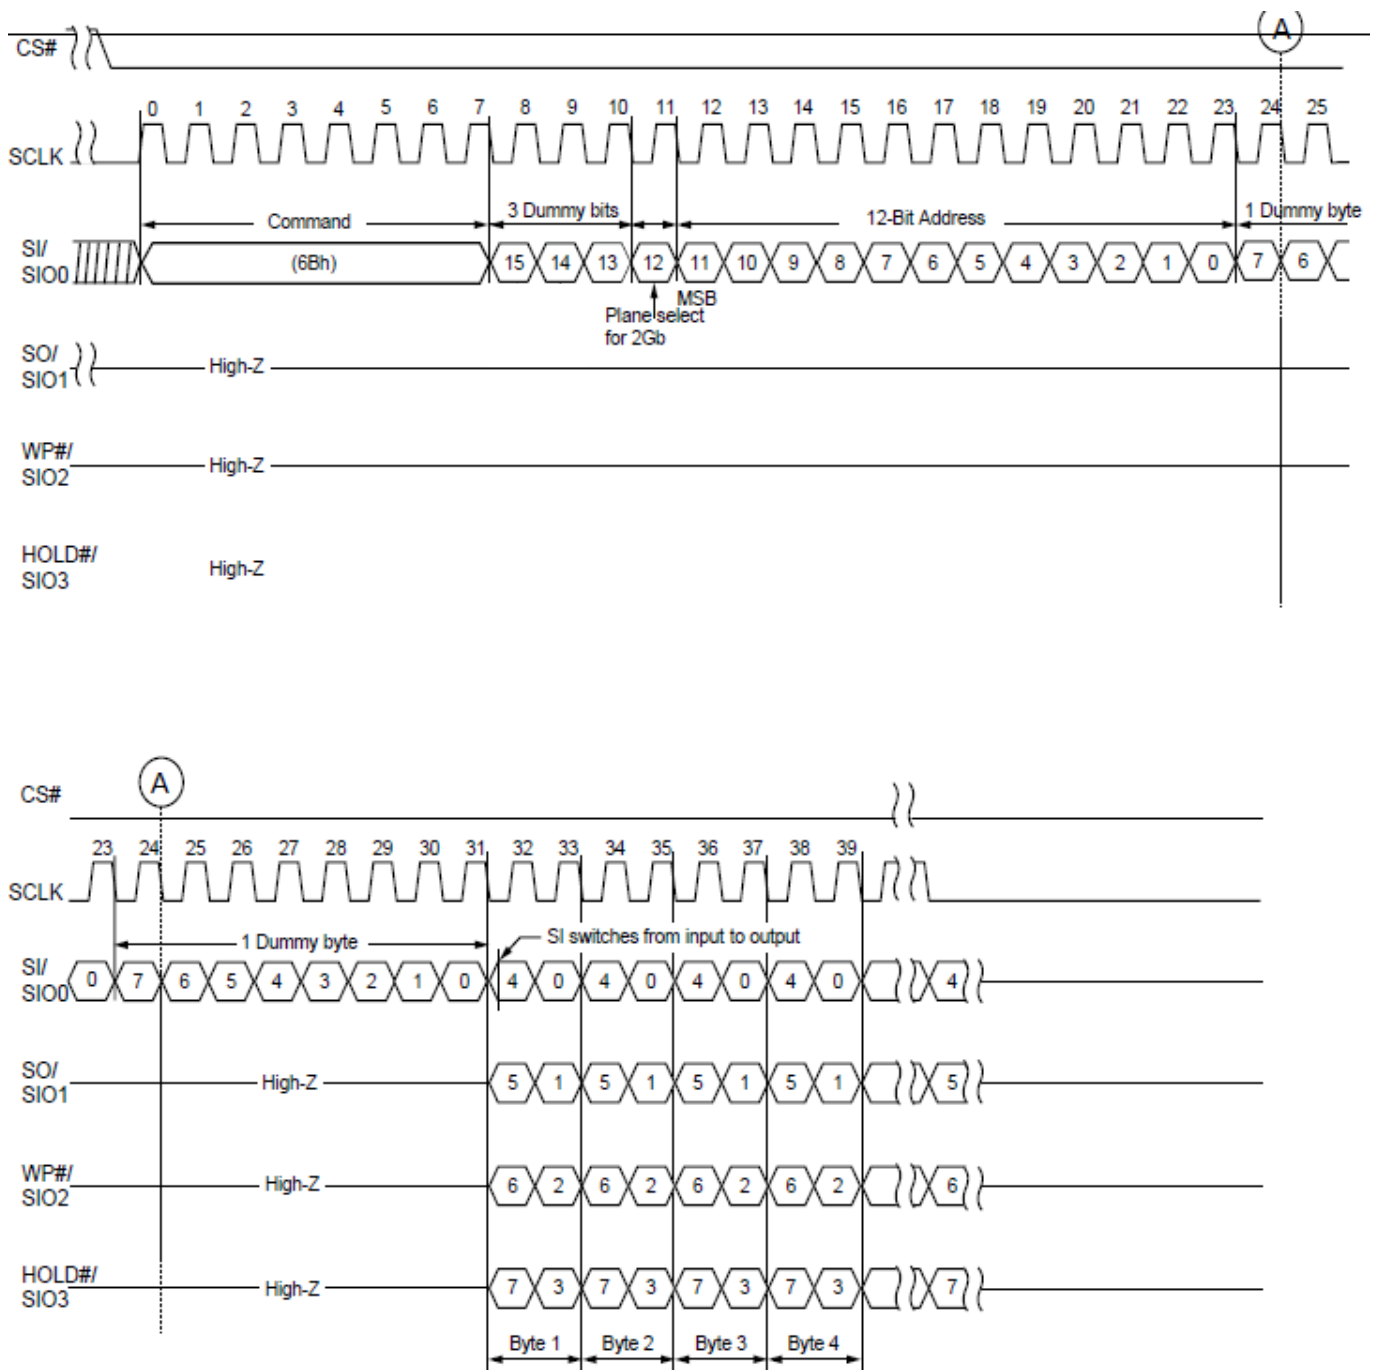 A
CS#
0 1 2 3 4 5 6 7 8 9 10 11 12 13 14 15 16 17 18 19 20 21 22 23 24 25
SCLK
Command 3 Dummy bits 12-Bit Address 1 Dummy byte
SI/
SIO0
(6Bh) 15 14 13 12 11 10 9 8 7 6 5 4 3 2 1 0 7 6
MSB
Plane select
for 2Gb
SO/
SIO1
High-Z
WP#/
SIO2
High-Z
HOLD#/
SIO3
High-Z
A
CS#
23 24 25 26 27 28 29 30 31 32 33 34 35 36 37 38 39
SCLK
1 Dummy byte SI switches from input to output
SI/
SIO0
0 7 6 5 4 3 2 1 0 4 0 4 0 4 0 4 0 4
SO/
SIO1
High-Z 5 1 5 1 5 1 5 1 5
WP#/
SIO2
High-Z 6 2 6 2 6 2 6 2 6
HOLD#/
SIO3
High-Z 7 3 7 3 7 3 7 3 7
Byte 1 Byte 2 Byte 3 Byte 4